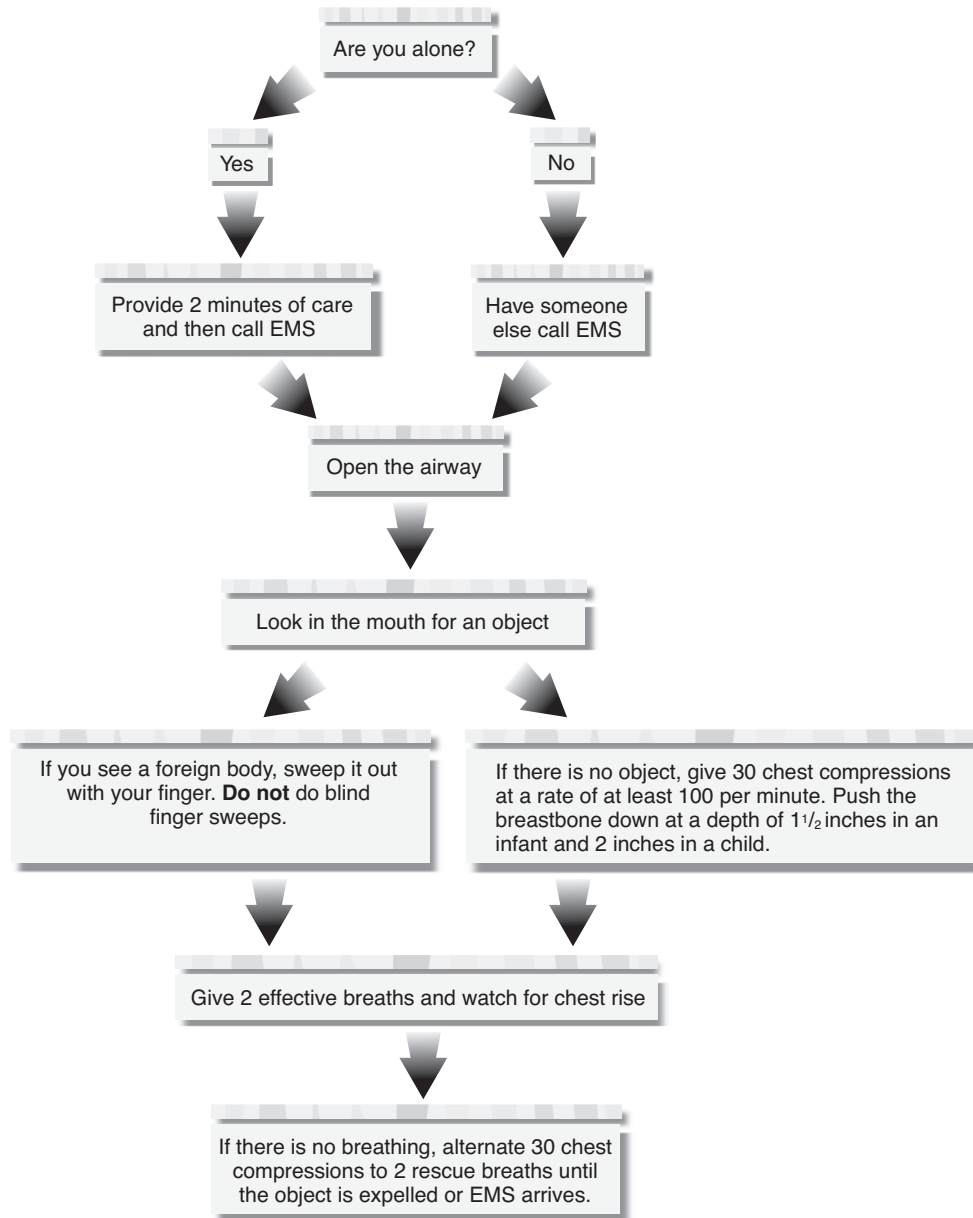 Are you alone?
Yes
No
Provide 2 minutes of care
and then call EMS
Have someone
else call EMS
Open the airway
Look in the mouth for an object
If you see a foreign body, sweep it out
with your finger. Do not do blind
finger sweeps.
If there is no object, give 30 chest compressions
at a rate of at least 100 per minute. Push the
breastbone down at a depth of 1 1/2 inches in an
infant and 2 inches in a child.
Give 2 effective breaths and watch for chest rise
If there is no breathing, alternate 30 chest
compressions to 2 rescue breaths until
the object is expelled or EMS arrives.